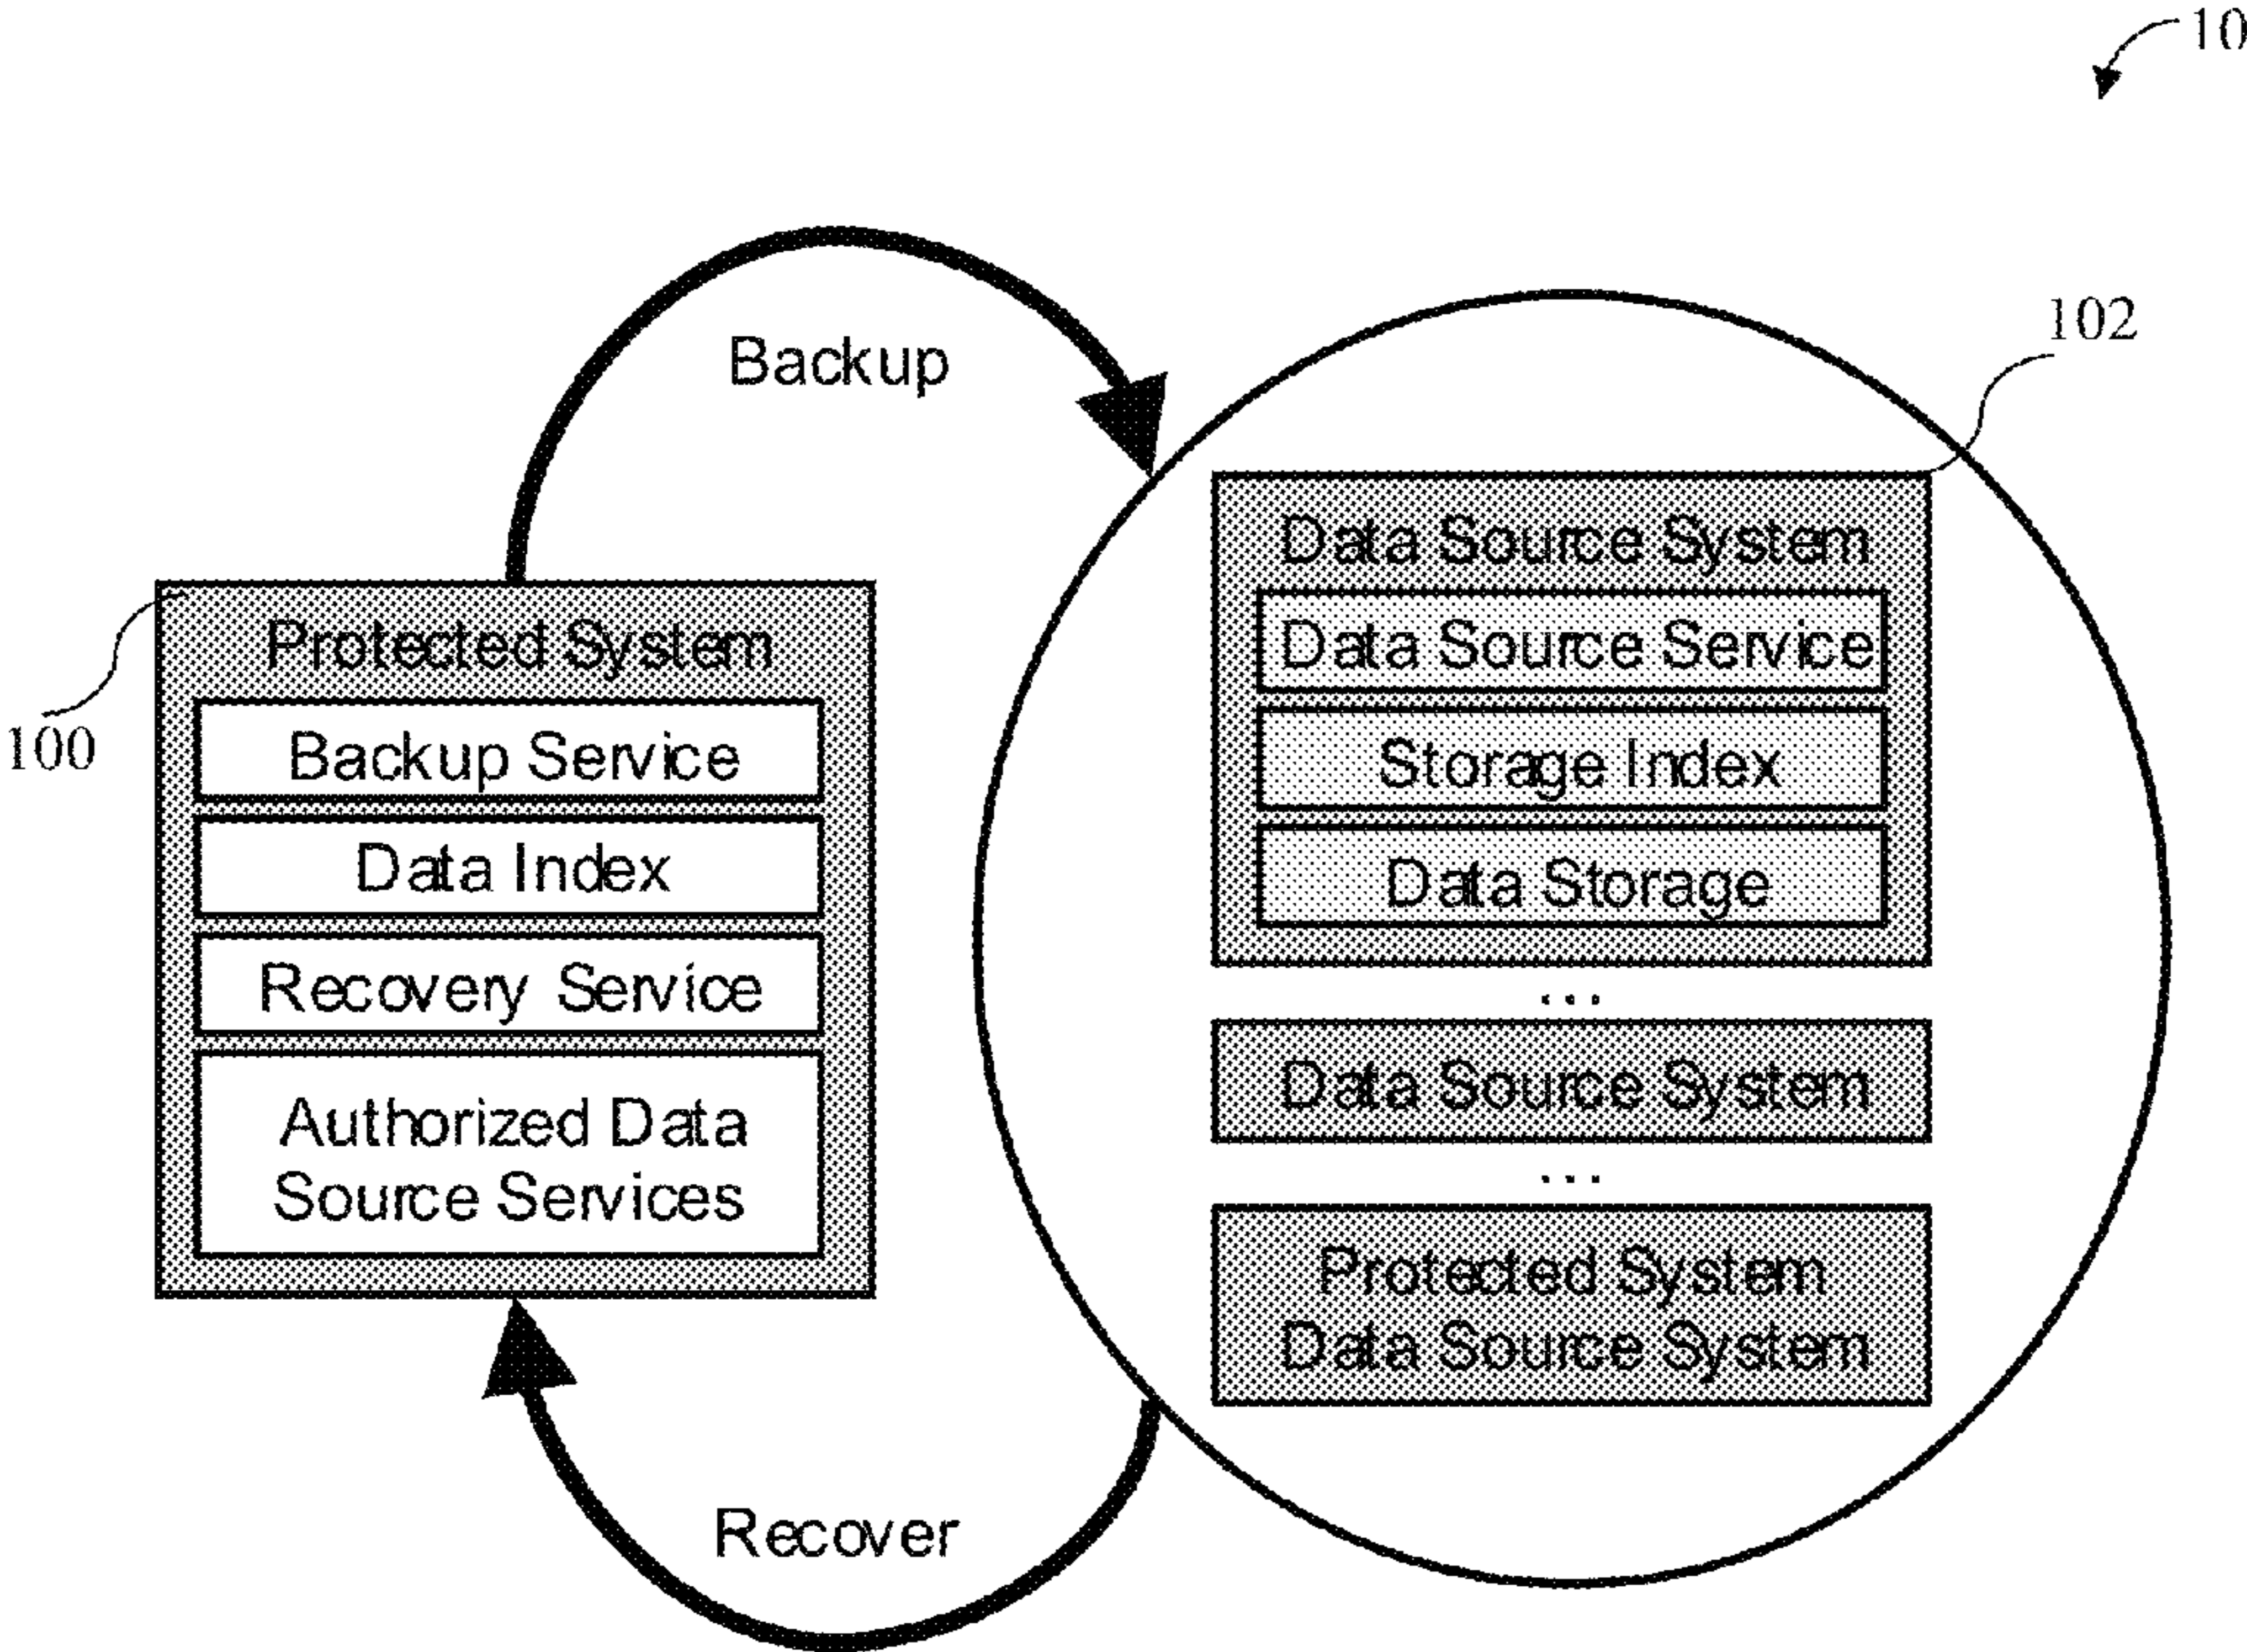 10
Backup
102
Data Source System
Data Source Service
Storage Index
Data Storage
...
Data Source System
...
Protected System
Data Source System
100
Protected System
Backup Service
Data Index
Recovery Service
Authorized Data
Source Services
Recover